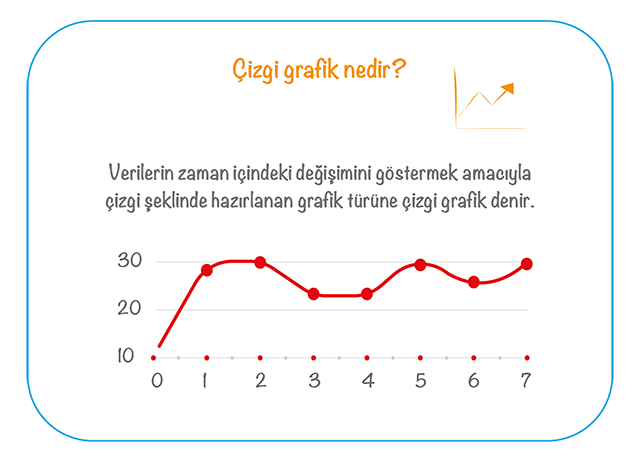 Çizgi grafik nedir?
Verilerin zaman içindeki değişimini göstermek amacıyla
çizgi şeklinde hazırlanan grafik türüne çizgi grafik denir.
30
20
10
0 1 2 3 4 5 6 7